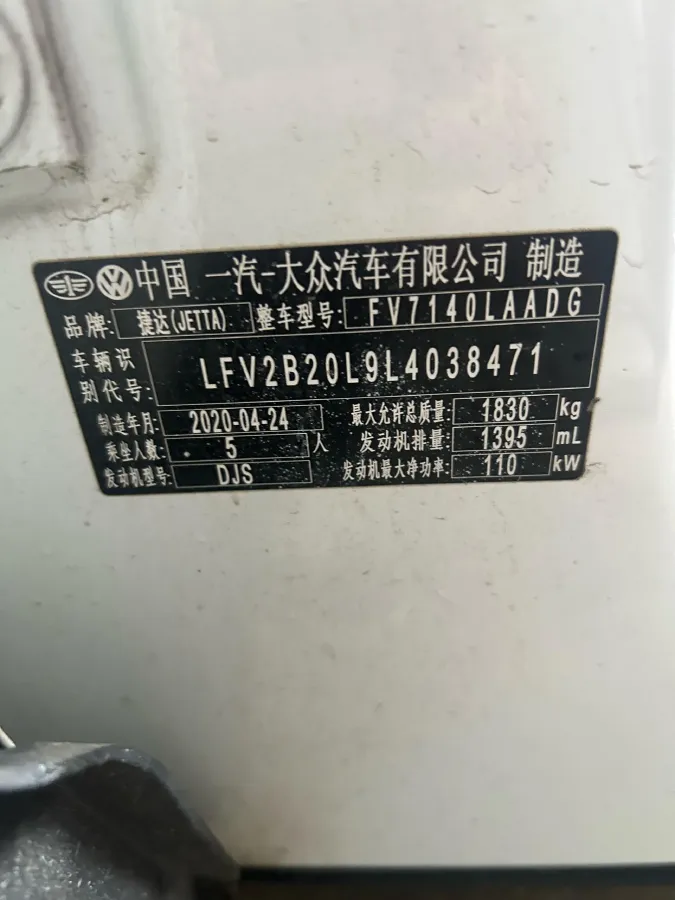 中国 一汽-大众汽车有限公司 制造
品牌: 捷达(JETTA) 整车型号: FV7140LAADG
车辆识别代号: LFV2B20L9L4038471
制造年月: 2020-04-24 最大允许总质量: 1830 kg
乘坐人数: 5 人 发动机排量: 1395 mL
发动机型号: DJS 发动机最大净功率: 110 kW